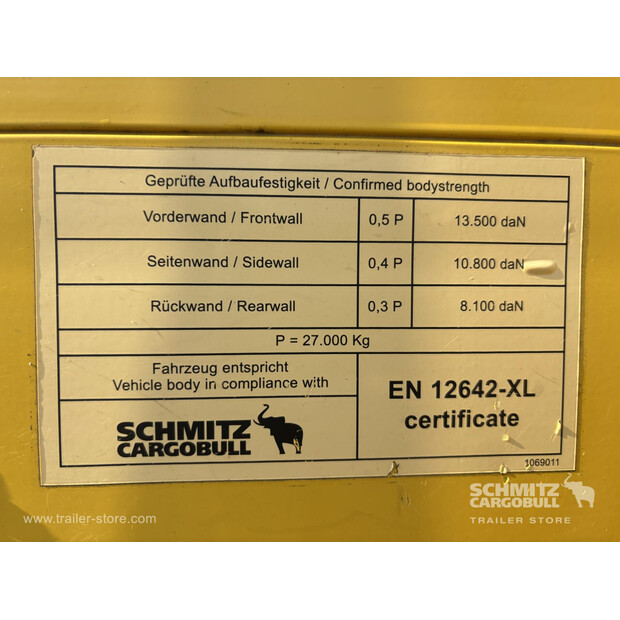 Geprüfte Aufbaufestigkeit / Confirmed bodystrength
Vorderwand / Frontwall 0,5 P 13.500 daN
Seitenwand / Sidewall 0,4 P 10.800 daN
Rückwand / Rearwall 0,3 P 8.100 daN
P = 27.000 Kg
Fahrzeug entspricht
Vehicle body in compliance with
EN 12642-XL
certificate
SCHMITZ
CARGOBULL
1069011
www.trailer-store.com
SCHMITZ
CARGOBULL
TRAILER STORE